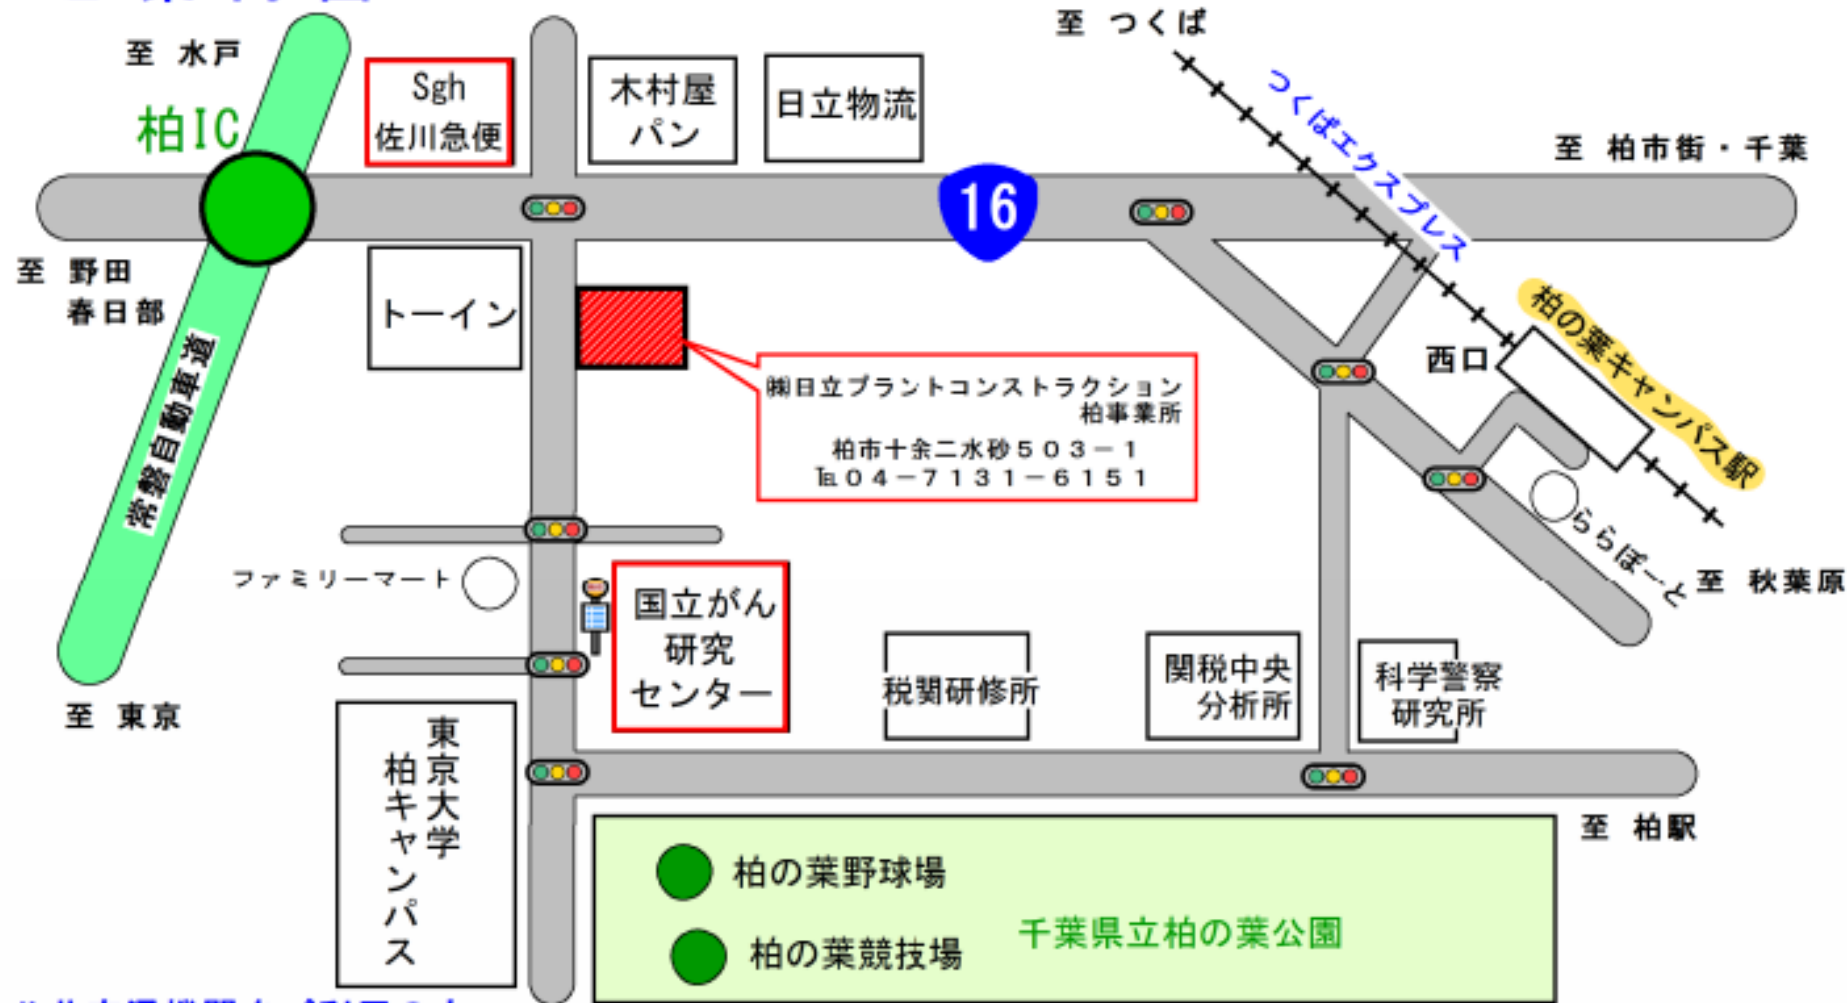 至 つくば
至 水戸
Sgh
佐川急便
木村屋
パン
日立物流
つくばエクスプレス
柏IC
至 柏市街・千葉
16
至 野田
春日部
トーイン
柏の葉キャンパス駅
西口
常磐自動車道
㈱日立プラントコンストラクション
柏事業所
柏市十余二水砂503-1
℡04-7131-6151
ファミリーマート
ららぽーと
至 秋葉原
国立がん
研究
センター
税関研修所
関税中央
分析所
科学警察
研究所
至 東京
東京大学
柏キャンパス
至 柏駅
柏の葉野球場
柏の葉競技場
千葉県立柏の葉公園